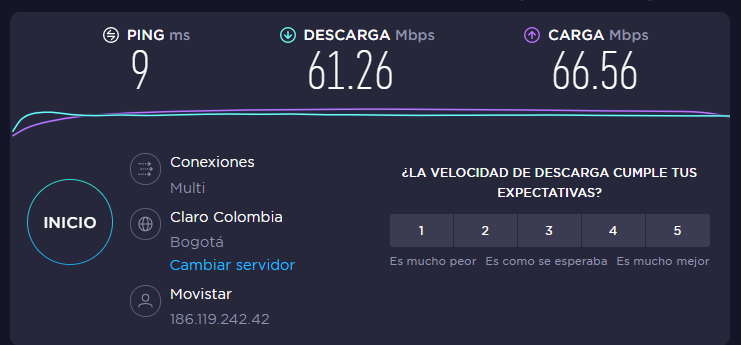 PING ms
9
DESCARGA Mbps
61.26
CARGA Mbps
66.56
INICIO
Conexiones
Multi
Claro Colombia
Bogotá
Cambiar servidor
Movistar
186.119.242.42
¿LA VELOCIDAD DE DESCARGA CUMPLE TUS
EXPECTATIVAS?
1 2 3 4 5
Es mucho peor Es como se esperaba Es mucho mejor